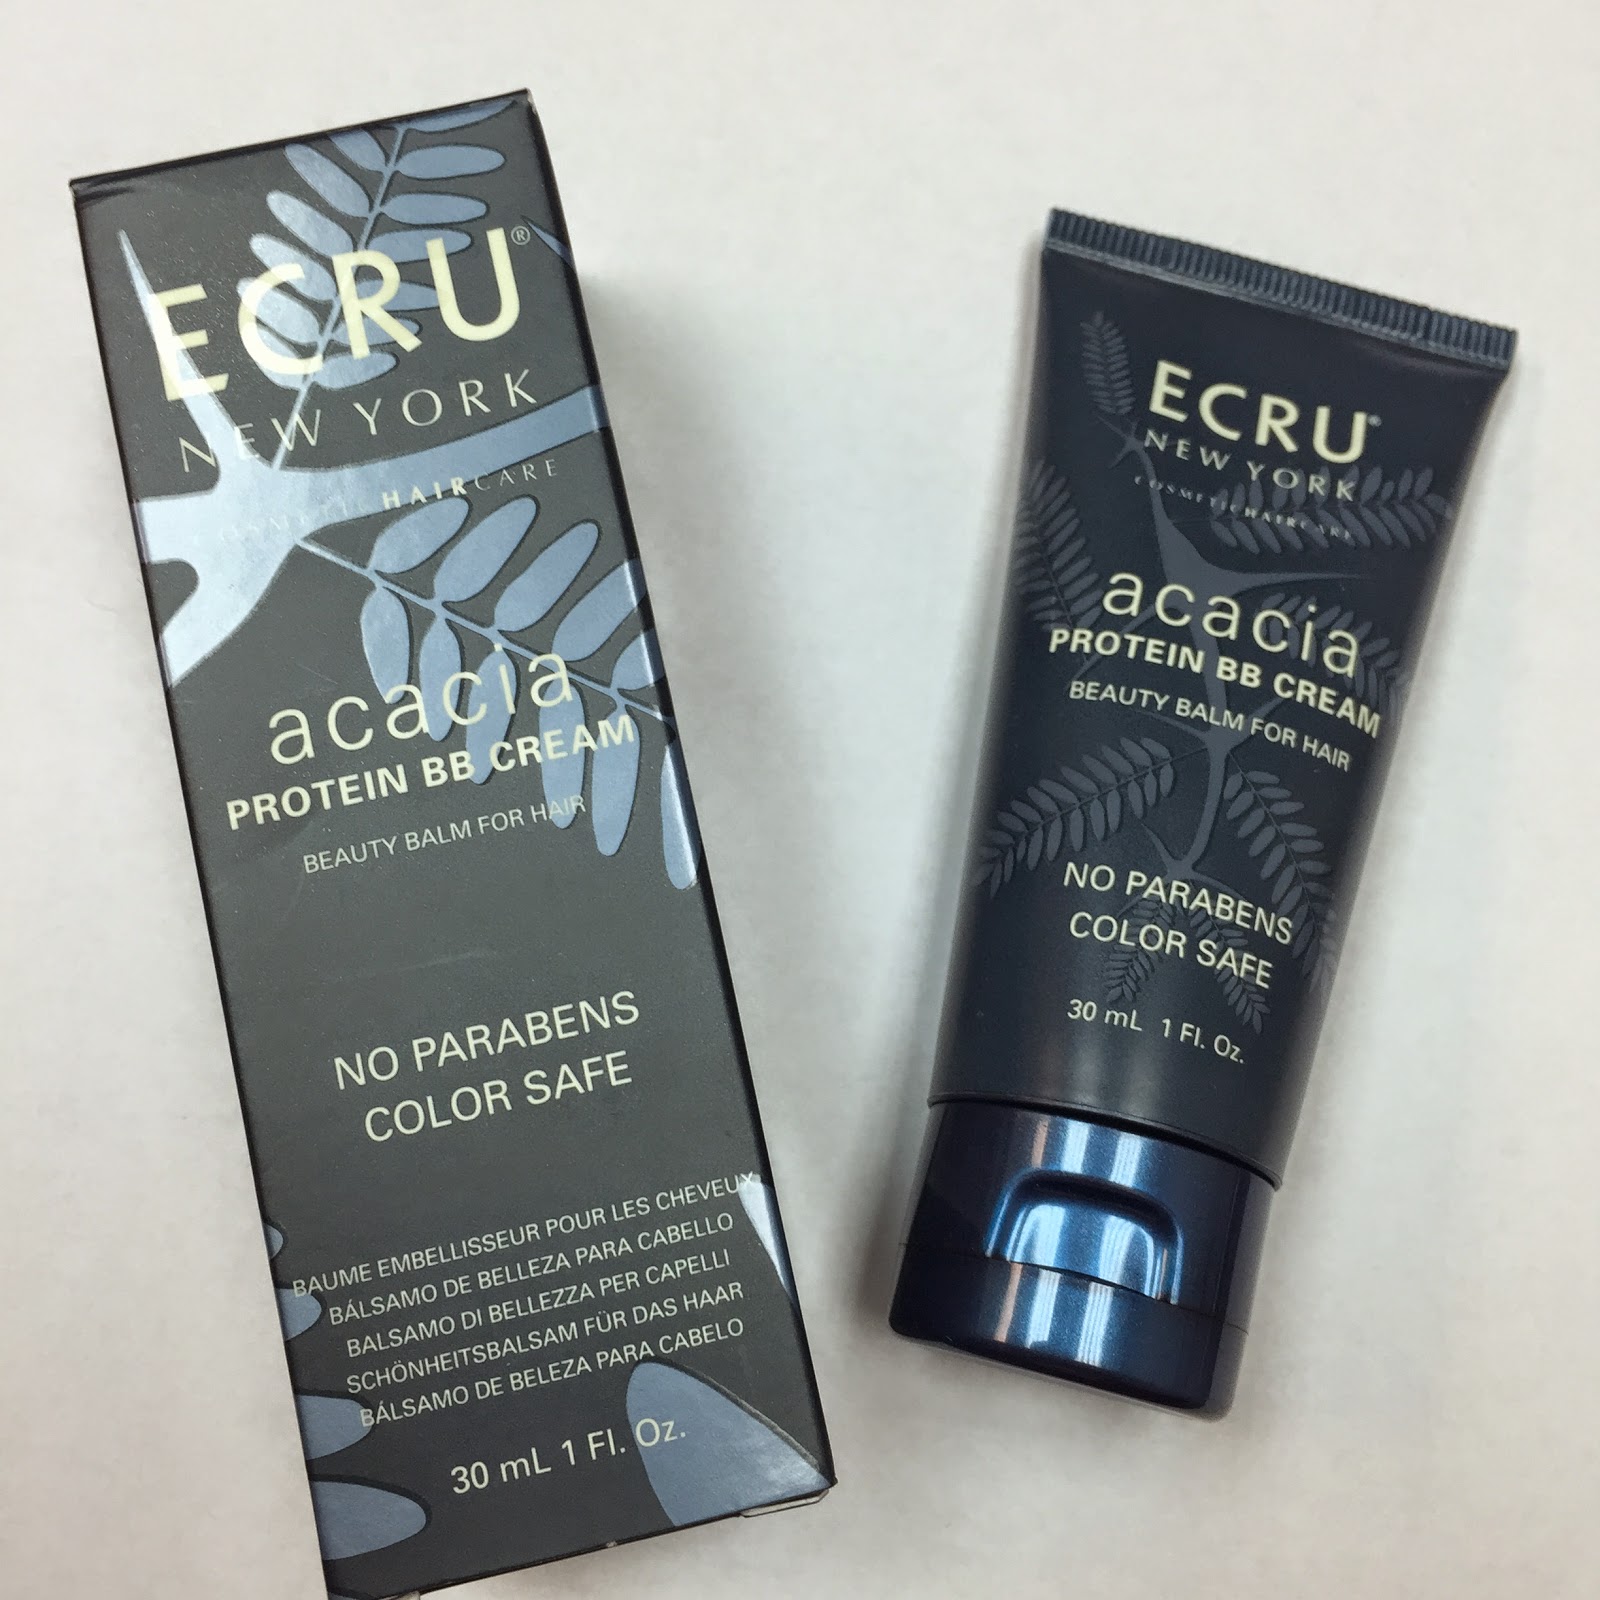 ECRU®
NEW YORK
COSMETICHAIRCARE
acacia
PROTEIN BB CREAM
BEAUTY BALM FOR HAIR
NO PARABENS
COLOR SAFE
BAUME EMBELLISSEUR POUR LES CHEVEUX
BÁLSAMO DE BELLEZA PARA CABELLO
BALSAMO DI BELLEZZA PER CAPELLI
SCHÖNHEITSBALSAM FÜR DAS HAAR
BÁLSAMO DE BELEZA PARA CABELO
30 mL 1 Fl. Oz.
ECRU®
NEW YORK
COSMETICHAIRCARE
acacia
PROTEIN BB CREAM
BEAUTY BALM FOR HAIR
NO PARABENS
COLOR SAFE
30 mL 1 Fl. Oz.